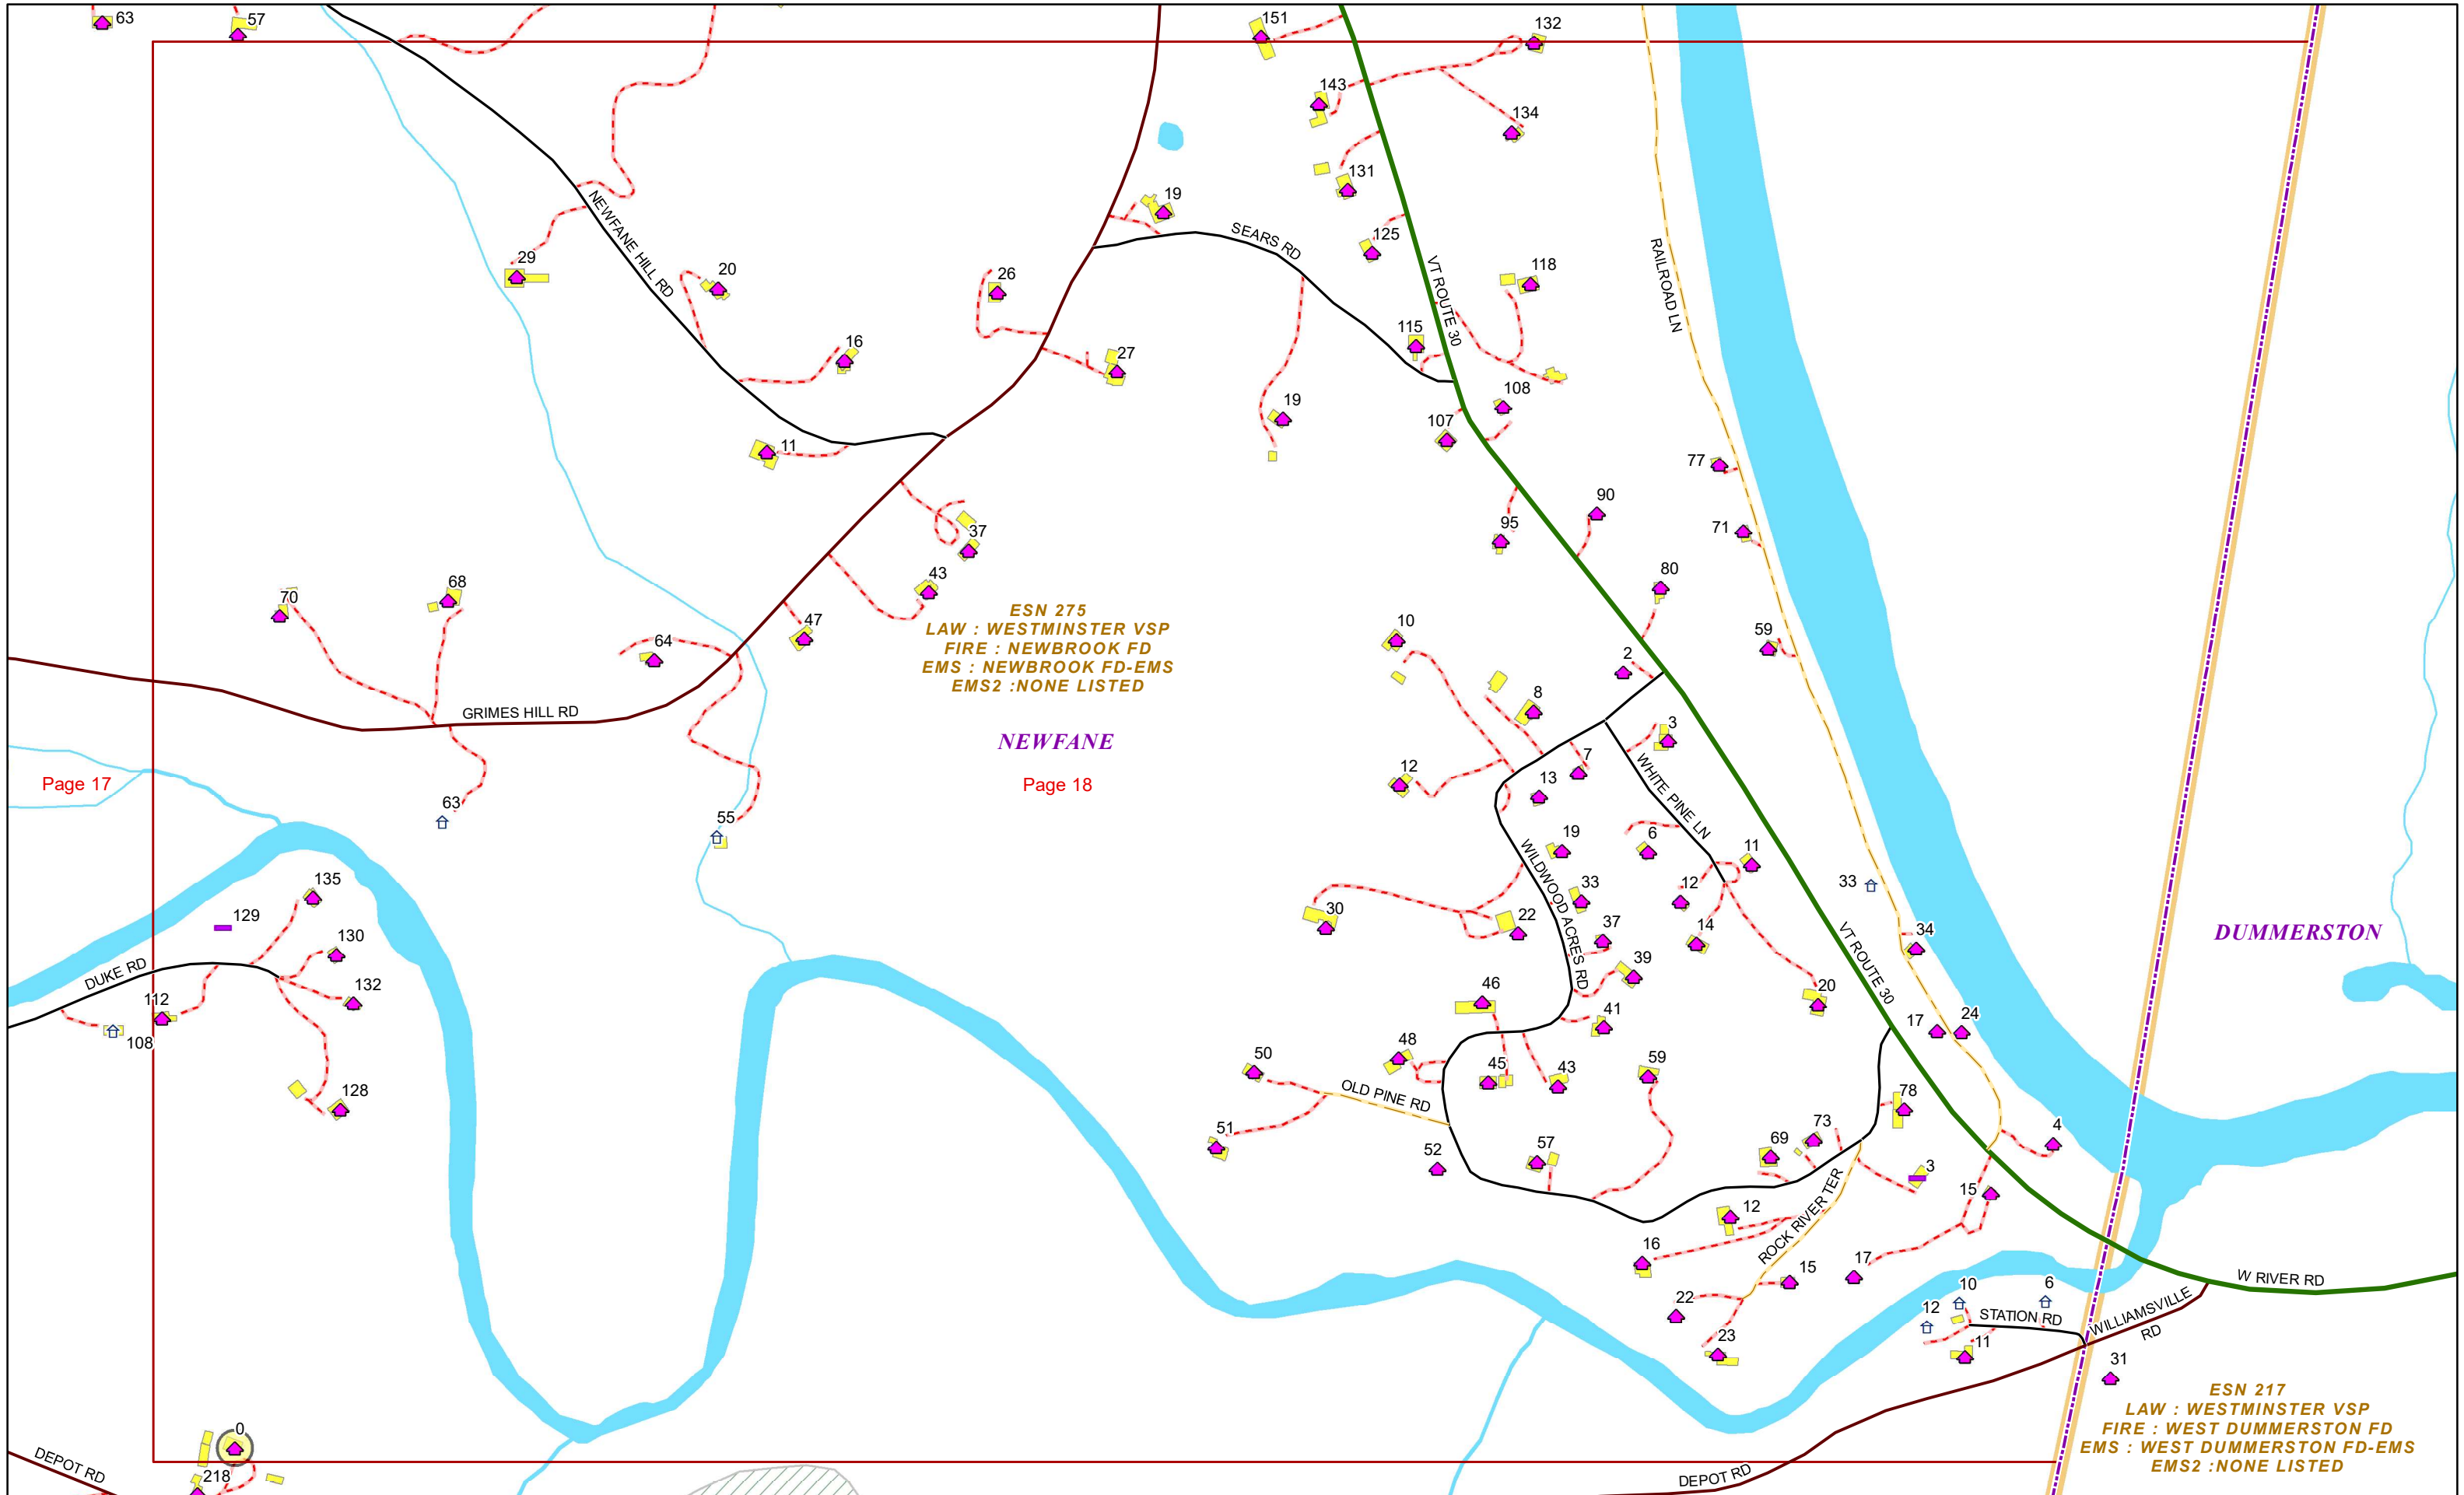 63
57
151
132
143
134
131
19
125
SEARS RD
NEWFANE HILL RD
VT ROUTE 30
RAILROAD LN
29
20
26
118
16
27
115
108
19
107
11
77
37
95
90
71
43
80
70
68
47
64
10
59
2
ESN 275
LAW : WESTMINSTER VSP
FIRE : NEWBROOK FD
EMS : NEWBROOK FD-EMS
EMS2 :NONE LISTED
8
GRIMES HILL RD
NEWFANE
3
7
Page 17
Page 18
12
13
WHITE PINE LN
63
55
19
6
11
WILDWOOD ACRES RD
135
33
12
33
129
30
22
37
14
VT ROUTE 30
34
DUMMERSTON
130
DUKE RD
132
39
112
46
20
41
17
24
108
48
50
45
43
59
128
OLD PINE RD
78
51
52
57
73
69
4
3
15
12
ROCK RIVER TER
16
17
15
W RIVER RD
22
10
6
12
STATION RD
WILLIAMSVILLE
RD
23
11
31
ESN 217
LAW : WESTMINSTER VSP
FIRE : WEST DUMMERSTON FD
EMS : WEST DUMMERSTON FD-EMS
EMS2 :NONE LISTED
0
DEPOT RD
218
DEPOT RD